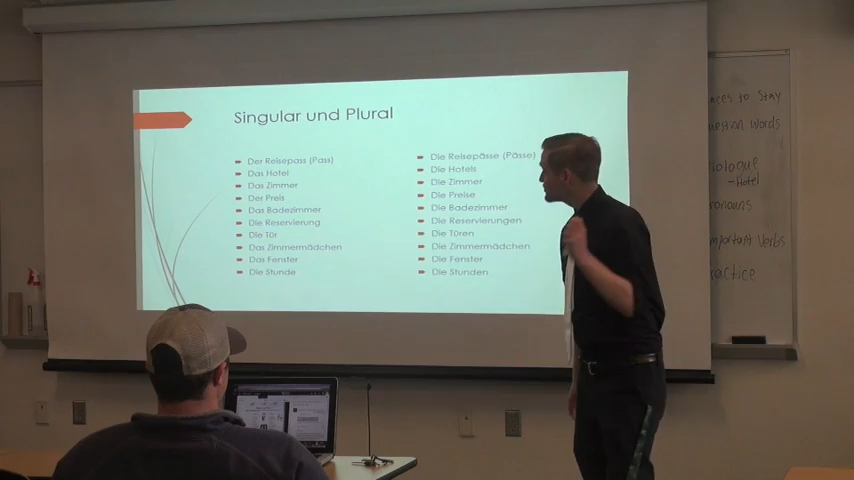 Singular und Plural
Der Reisepass (Pass)
Das Hotel
Das Zimmer
Der Preis
Das Badezimmer
Die Reservierung
Die Tür
Das Zimmermädchen
Das Fenster
Die Stunde
Die Reisepässe (Pässe)
Die Hotels
Die Zimmer
Die Preise
Die Badezimmer
Die Reservierungen
Die Türen
Die Zimmermädchen
Die Fenster
Die Stunden
to Stay
Words
-Hotel
Verbs